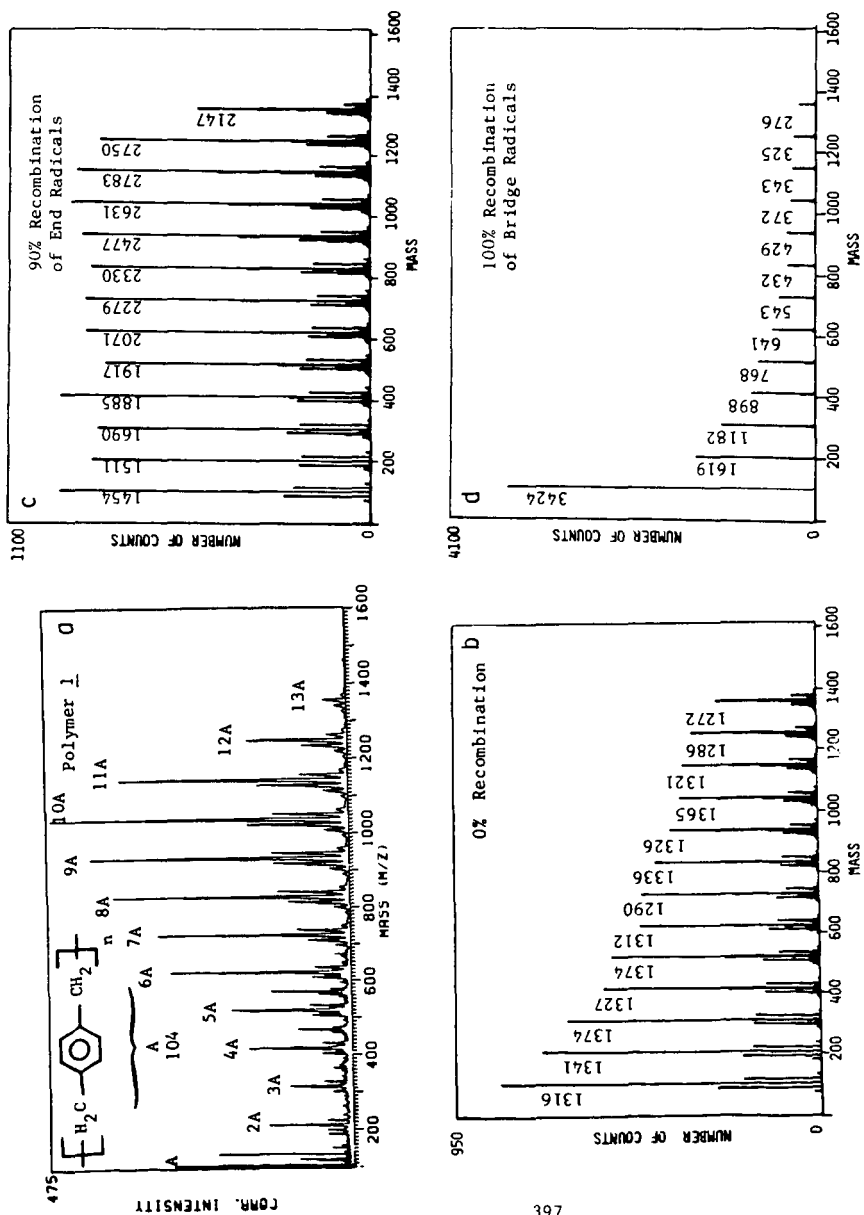 475
a
Polymer 1
[H2C CH2]n
A
104
A
2A
3A
4A
5A
6A
7A
8A
9A
10A
11A
12A
13A
CORR. INTENSITY
200 400 600 800 1000 1200 1400 1600
MASS (M/Z)
1100
c
90% Recombination
of End Radicals
1454
1511
1690
1885
1917
2071
2279
2330
2477
2631
2783
2750
2147
NUMBER OF COUNTS
0
200 400 600 800 1000 1200 1400 1600
MASS
950
b
0% Recombination
1316
1341
1374
1327
1374
1312
1290
1336
1326
1365
1321
1286
1272
NUMBER OF COUNTS
0
200 400 600 800 1000 1200 1400 1600
MASS
4100
d
100% Recombination
of Bridge Radicals
3424
1619
1182
898
768
641
543
432
429
372
343
325
276
NUMBER OF COUNTS
0
200 400 600 800 1000 1200 1400 1600
MASS
397